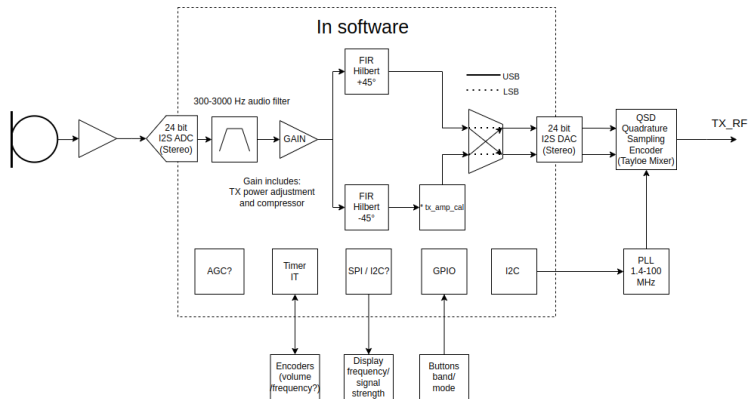 In software
FIR
Hilbert
+45°
USB
LSB
300-3000 Hz audio filter
24 bit
I2S ADC
(Stereo)
GAIN
24 bit
I2S DAC
(Stereo)
QSD
Quadrature
Sampling
Encoder
(Tayloe Mixer)
TX_RF
Gain includes:
TX power adjustment
and compressor
FIR
Hilbert
-45°
* tx_amp_cal
AGC?
Timer
IT
SPI / I2C?
GPIO
I2C
PLL
1.4-100
MHz
Encoders
(volume
/frequency?)
Display
frequency/
signal
strength
Buttons
band/
mode